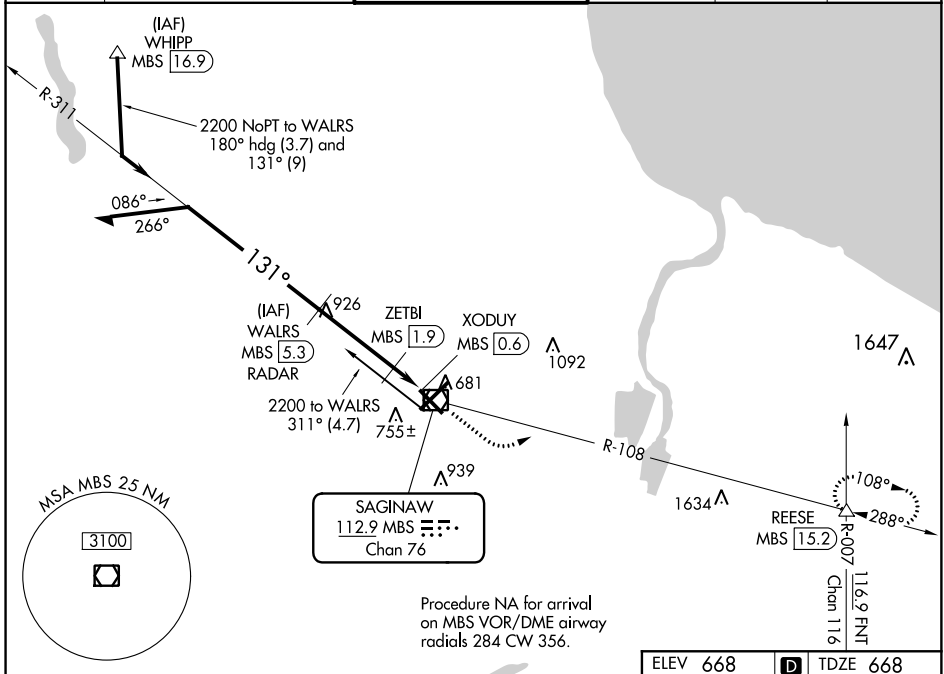 (IAF)
WHIPP
MBS 16.9
R-311
2200 NoPT to WALRS
180° hdg (3.7) and
131° (9)
086°
266°
131°
(IAF)
WALRS
MBS 5.3
RADAR
926
ZETBI
MBS 1.9
XODUY
MBS 0.6
1092
1647
681
2200 to WALRS
311° (4.7)
755±
R-108
939
1634
108°
288°
REESE
MBS 15.2
R-007
116.9 FNT
Chan 116
MSA MBS 25 NM
3100
SAGINAW
112.9 MBS
Chan 76
Procedure NA for arrival
on MBS VOR/DME airway
radials 284 CW 356.
ELEV 668 D TDZE 668